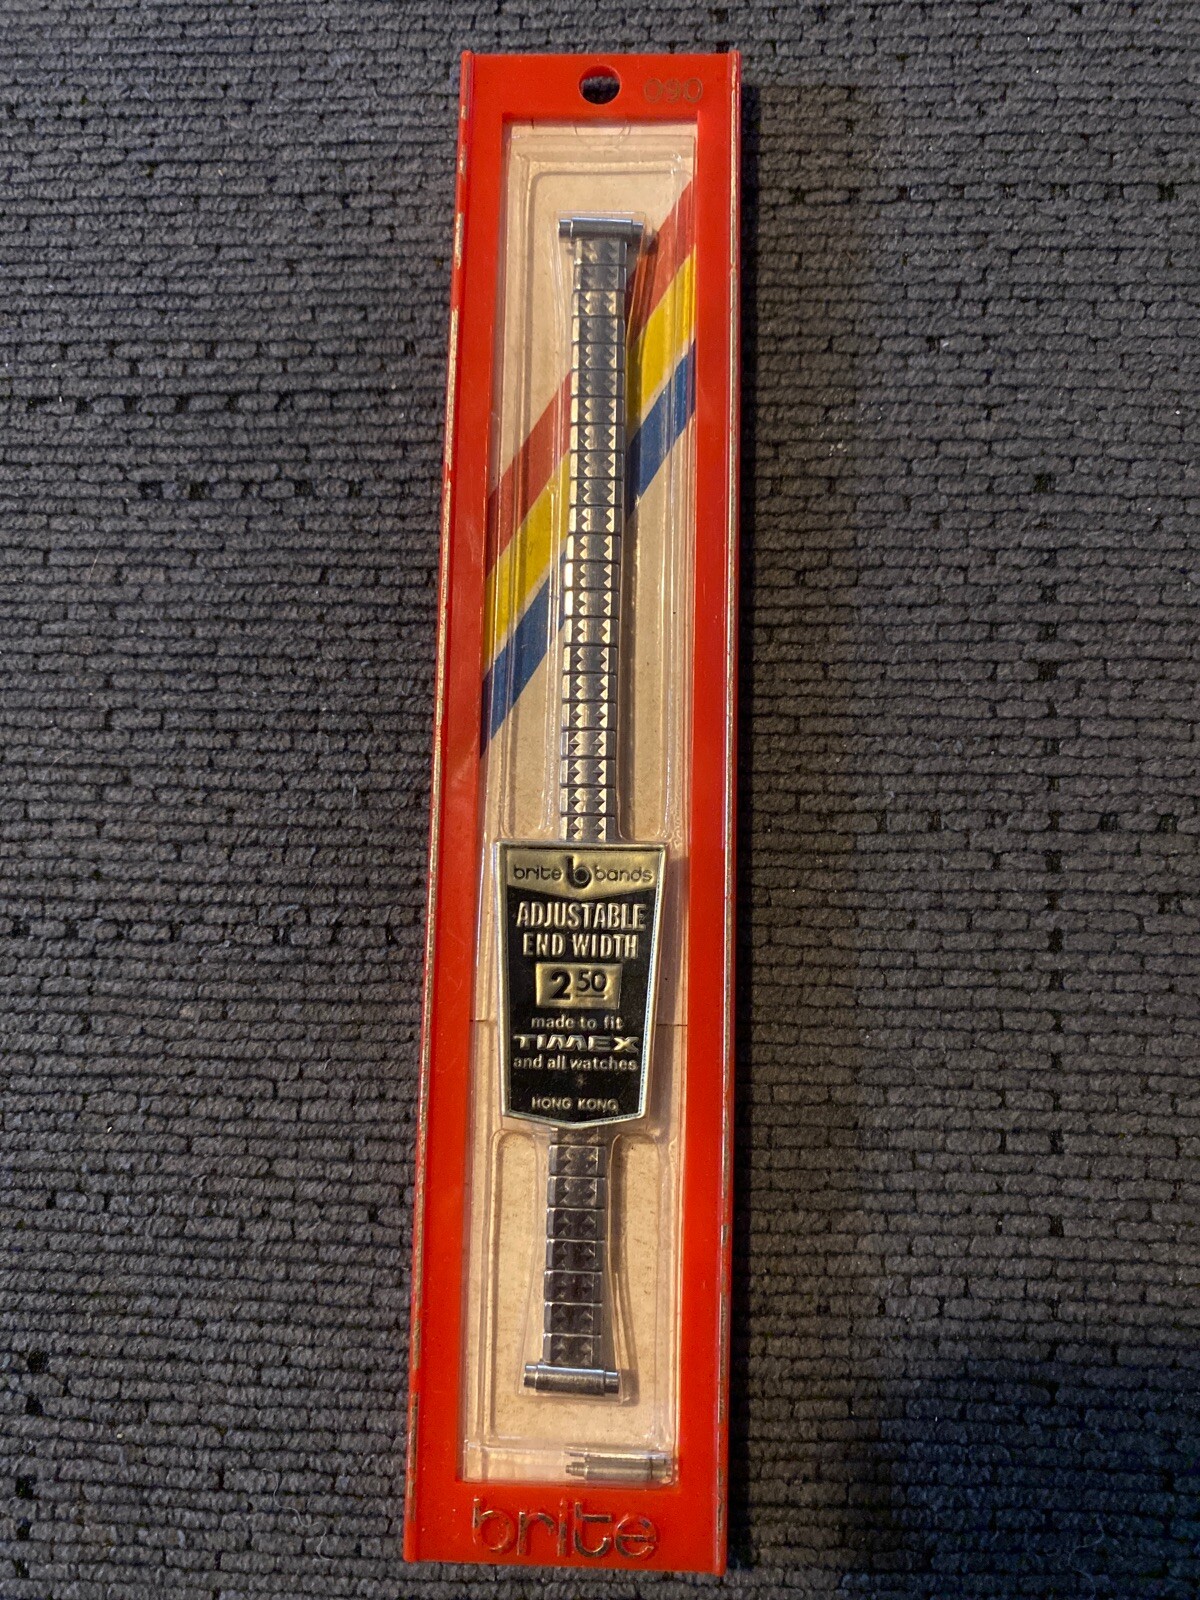 090
brite b bands
ADJUSTABLE
END WIDTH
2 50
made to fit
TIMEX
and all watches
HONG KONG
brite